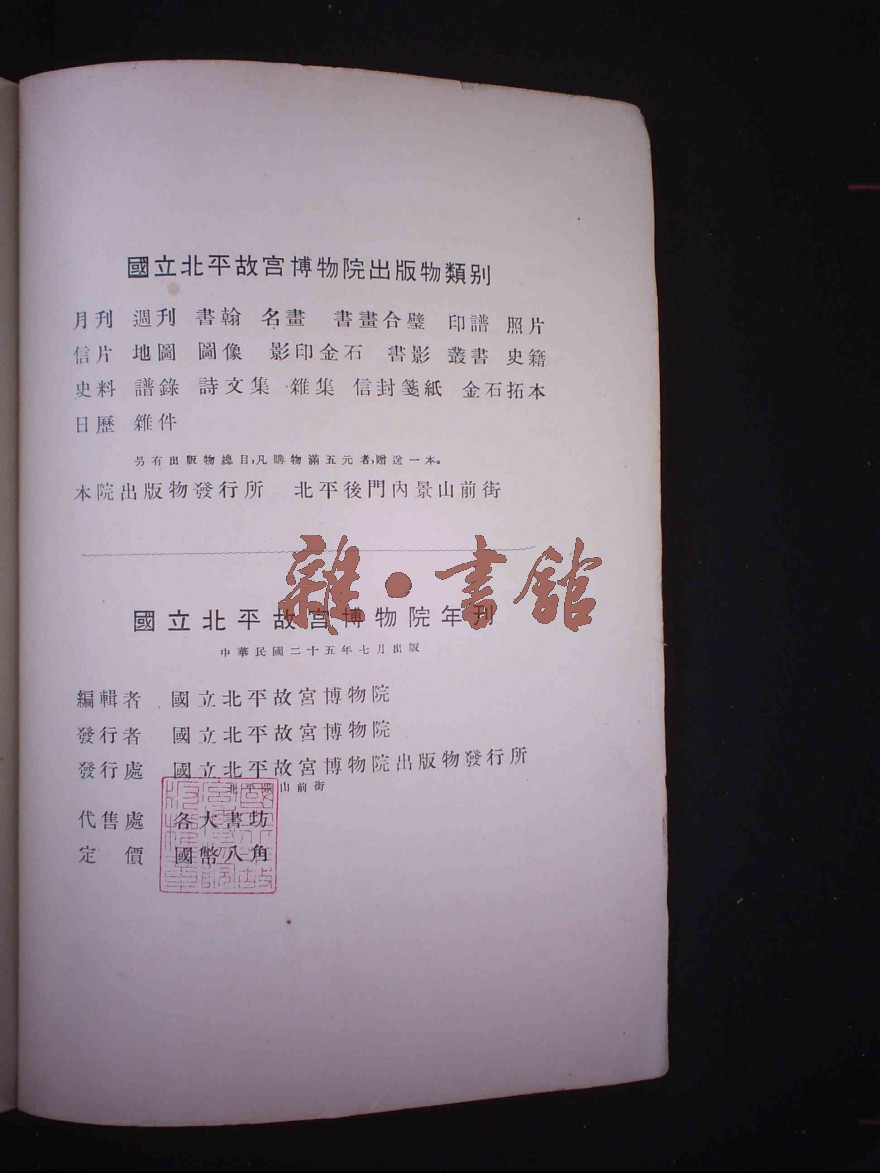 國立北平故宮博物院出版物類別
月刊 週刊 書翰 名畫 書畫合璧 印譜 照片
信片 地圖 圖像 影印金石 書影 叢書 史籍
史料 譜錄 詩文集 雜集 信封箋紙 金石拓本
日歷 雜件
另有出版物總目,凡購物滿五元者,贈送一本。
本院出版物發行所 北平後門內景山前街
雜·書館
國立北平故宮博物院年刊
中華民國二十五年七月出版
編輯者 國立北平故宮博物院
發行者 國立北平故宮博物院
發行處 國立北平故宮博物院出版物發行所
北平景山前街
代售處 各大書坊
定價 國幣八角